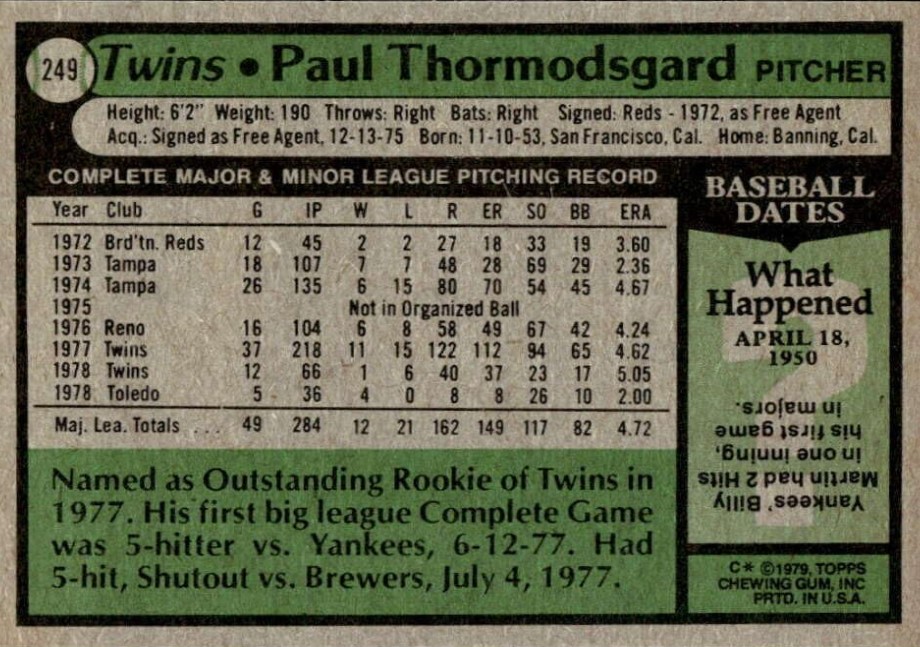 249 Twins • Paul Thormodsgard PITCHER
Height: 6'2" Weight: 190 Throws: Right Bats: Right Signed: Reds - 1972, as Free Agent
Acq.: Signed as Free Agent, 12-13-75 Born: 11-10-53, San Francisco, Cal. Home: Banning, Cal.
COMPLETE MAJOR & MINOR LEAGUE PITCHING RECORD
Year Club G IP W L R ER SO BB ERA
1972 Brd'tn. Reds 12 45 2 2 27 18 33 19 3.60
1973 Tampa 18 107 7 7 48 28 69 29 2.36
1974 Tampa 26 135 6 15 80 70 54 45 4.67
1975 Not in Organized Ball
1976 Reno 16 104 6 8 58 49 67 42 4.24
1977 Twins 37 218 11 15 122 112 94 65 4.62
1978 Twins 12 66 1 6 40 37 23 17 5.05
1978 Toledo 5 36 4 0 8 8 26 10 2.00
Maj. Lea. Totals ... 49 284 12 21 162 149 117 82 4.72
Named as Outstanding Rookie of Twins in
1977. His first big league Complete Game
was 5-hitter vs. Yankees, 6-12-77. Had
5-hit, Shutout vs. Brewers, July 4, 1977.
BASEBALL
DATES
What
Happened
APRIL 18,
1950
?
Yankees' Billy
Martin had 2 Hits
in one inning,
his first game
in majors.
C* ©1979, TOPPS
CHEWING GUM, INC
PRTD. IN U.S.A.